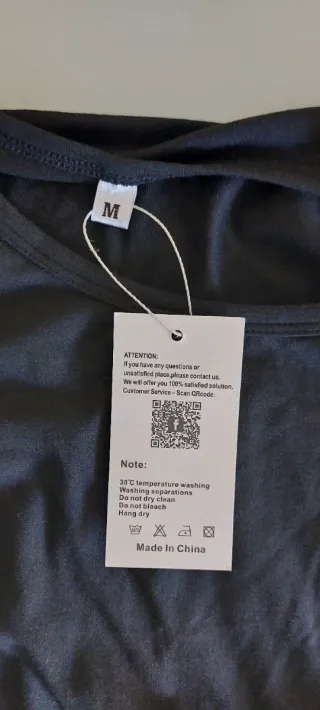 M
ATTENTION:
If you have any questions or
unsatisfied place,please contact us.
We will offer you 100% satisfied solution.
Customer Service – Scan QRcode:
f
Note:
30°C temperature washing
Washing separations
Do not dry clean
Do not bleach
Hang dry
Made In China